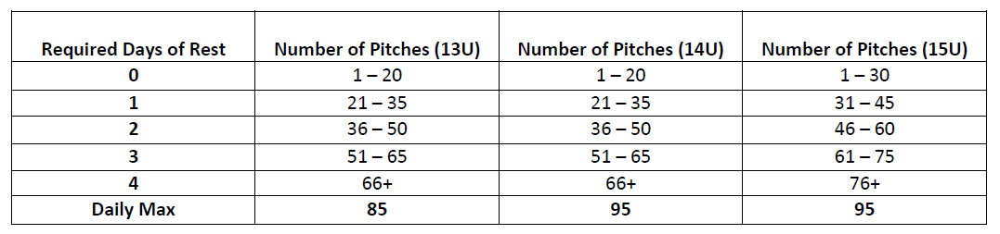 Required Days of Rest Number of Pitches (13U) Number of Pitches (14U) Number of Pitches (15U)
0 1 – 20 1 – 20 1 – 30
1 21 – 35 21 – 35 31 – 45
2 36 – 50 36 – 50 46 – 60
3 51 – 65 51 – 65 61 – 75
4 66+ 66+ 76+
Daily Max 85 95 95